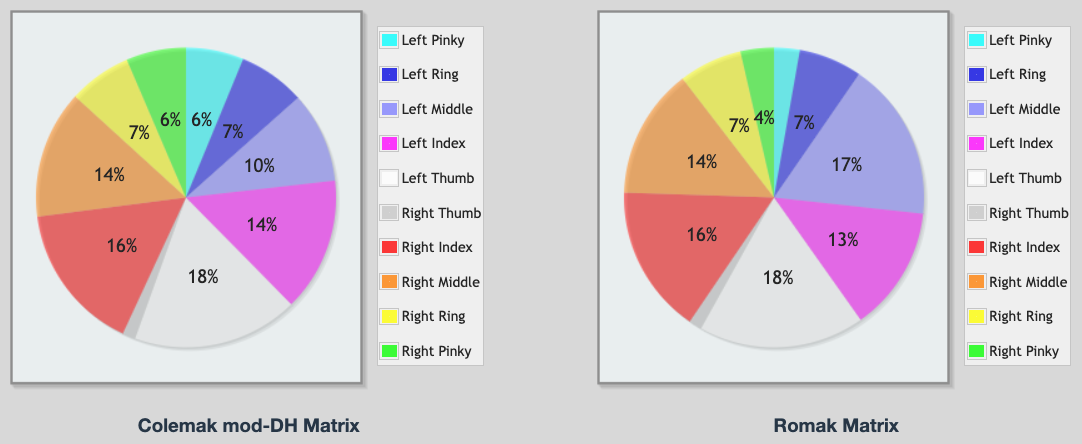 6% 6%
7% 7%
10%
14%
14%
16%
18%
Left Pinky
Left Ring
Left Middle
Left Index
Left Thumb
Right Thumb
Right Index
Right Middle
Right Ring
Right Pinky
Colemak mod-DH Matrix
4%
7% 7%
14% 17%
16% 13%
18%
Left Pinky
Left Ring
Left Middle
Left Index
Left Thumb
Right Thumb
Right Index
Right Middle
Right Ring
Right Pinky
Romak Matrix